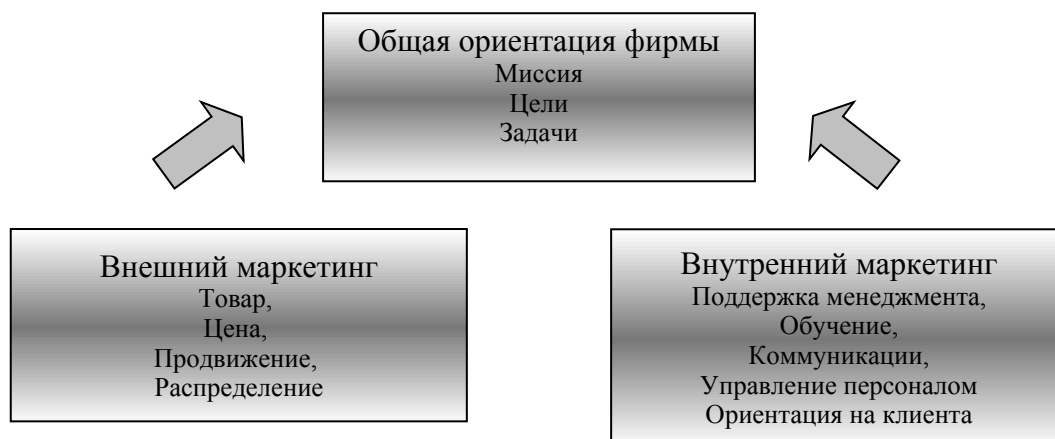 Общая ориентация фирмы
Миссия
Цели
Задачи
Внешний маркетинг
Товар,
Цена,
Продвижение,
Распределение
Внутренний маркетинг
Поддержка менеджмента,
Обучение,
Коммуникации,
Управление персоналом
Ориентация на клиента